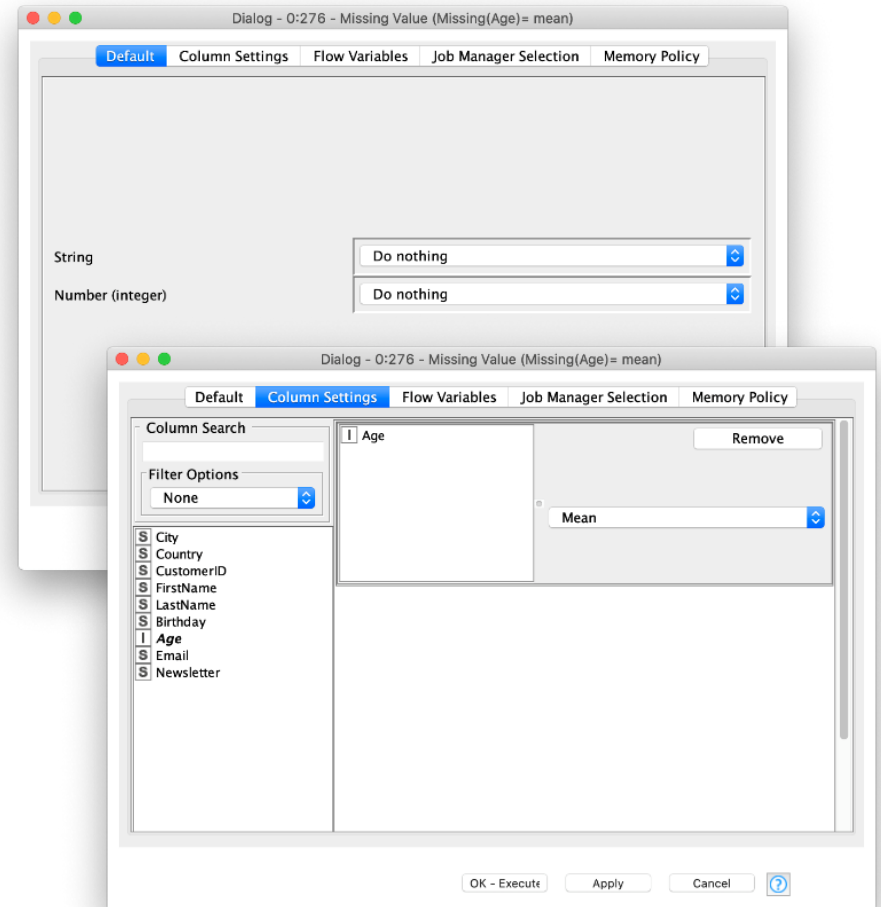 Dialog - 0:276 - Missing Value (Missing(Age)= mean)
Default Column Settings Flow Variables Job Manager Selection Memory Policy
String Do nothing
Number (integer) Do nothing
Dialog - 0:276 - Missing Value (Missing(Age)= mean)
Default Column Settings Flow Variables Job Manager Selection Memory Policy
Column Search
Filter Options
None
S City
S Country
S CustomerID
S FirstName
S LastName
S Birthday
I Age
S Email
S Newsletter
I Age
Remove
Mean
OK - Execute Apply Cancel ?